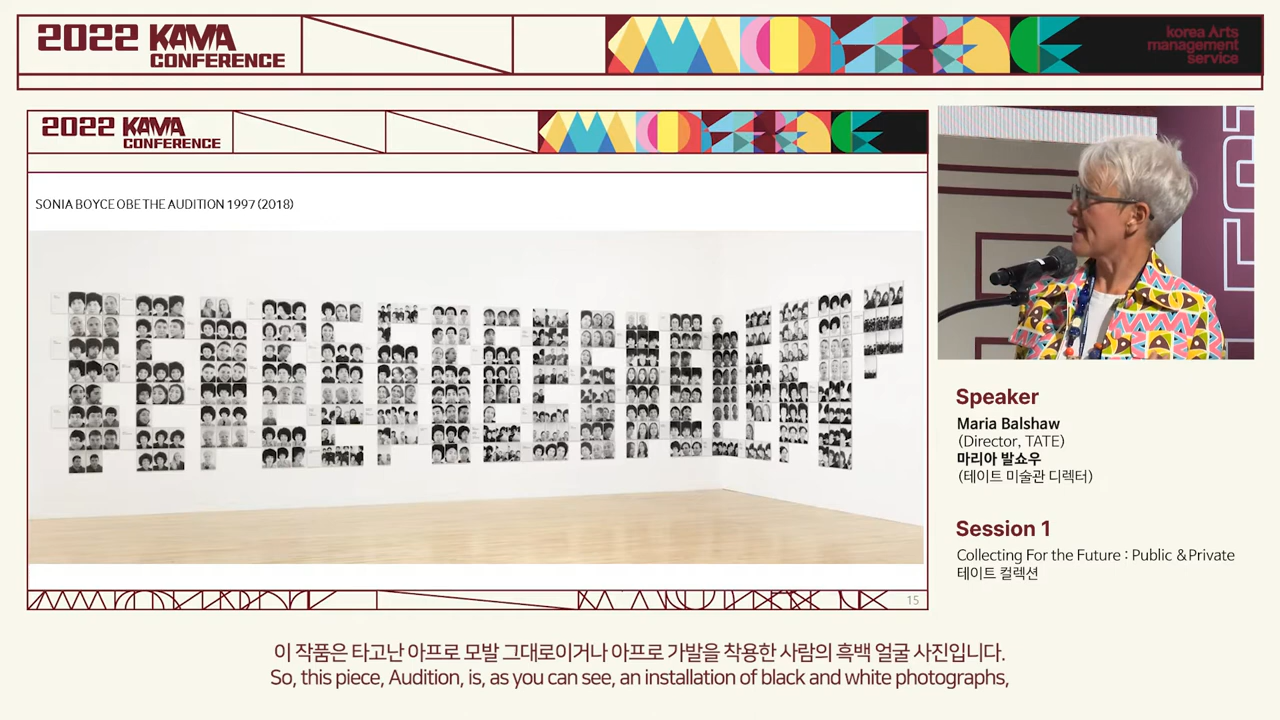 2022 KAMA
CONFERENCE
korea Arts
management
service
2022 KAMA
CONFERENCE
SONIA BOYCE OBE THE AUDITION 1997 (2018)
15
Speaker
Maria Balshaw
(Director, TATE)
마리아 발쇼우
(테이트 미술관 디렉터)
Session 1
Collecting For the Future : Public & Private
테이트 컬렉션
이 작품은 타고난 아프로 모발 그대로이거나 아프로 가발을 착용한 사람의 흑백 얼굴 사진입니다.
So, this piece, Audition, is, as you can see, an installation of black and white photographs,